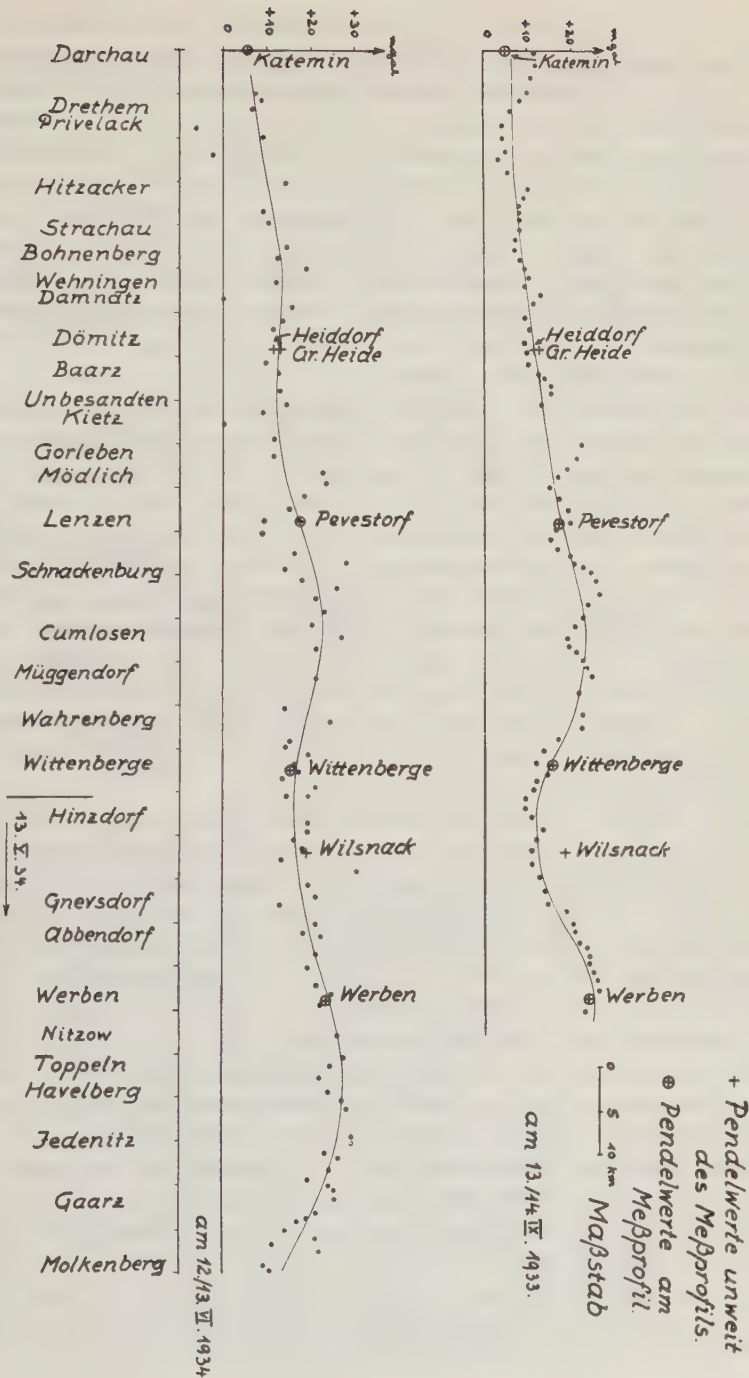 0
+10
+20
+30
mgal
0
+10
+20
mgal
Darchau
Katemin
Katemin
Drethem
Privelack
Hitzacker
Strachau
Bohnenberg
Wehningen
Damnatz
Dömitz
Heiddorf
Gr. Heide
Heiddorf
Gr. Heide
Baarz
Unbesandten
Kietz
Gorleben
Mödlich
Lenzen
Pevestorf
Pevestorf
Schnackenburg
Cumlosen
Müggendorf
Wahrenberg
Wittenberge
Wittenberge
Wittenberge
Hinzdorf
13. V. 34.
Wilsnack
Wilsnack
Gnevsdorf
Abbendorf
Werben
Werben
Werben
Nitzow
Toppeln
Havelberg
Jedenitz
Gaarz
Molkenberg
am 12./13. VI. 1934
am 13./14. IX. 1933.
0 5 10 km
Maßstab
⊕ Pendelwerte am
Meßprofil.
+ Pendelwerte unweit
des Meßprofils.